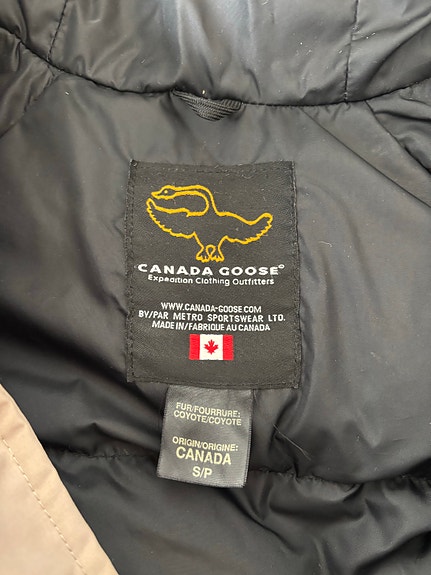 CANADA GOOSE®
Expedition Clothing Outfitters
WWW.CANADA-GOOSE.COM
BY/PAR METRO SPORTSWEAR LTD.
MADE IN/FABRIQUE AU CANADA
FUR/FOURRURE:
COYOTE/COYOTE
ORIGIN/ORIGINE:
CANADA
S/P